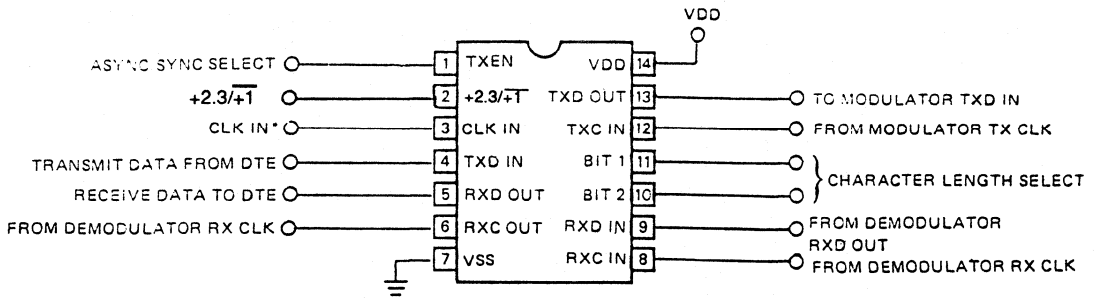 VDD
ASYNC SYNC SELECT 1 TXEN VDD 14
+2.3/+1 2 +2.3/+1 TXD OUT 13 TO MODULATOR TXD IN
CLK IN* 3 CLK IN TXC IN 12 FROM MODULATOR TX CLK
TRANSMIT DATA FROM DTE 4 TXD IN BIT 1 11
CHARACTER LENGTH SELECT
RECEIVE DATA TO DTE 5 RXD OUT BIT 2 10
FROM DEMODULATOR RX CLK 6 RXC OUT RXD IN 9 FROM DEMODULATOR
RXD OUT
7 VSS RXC IN 8 FROM DEMODULATOR RX CLK